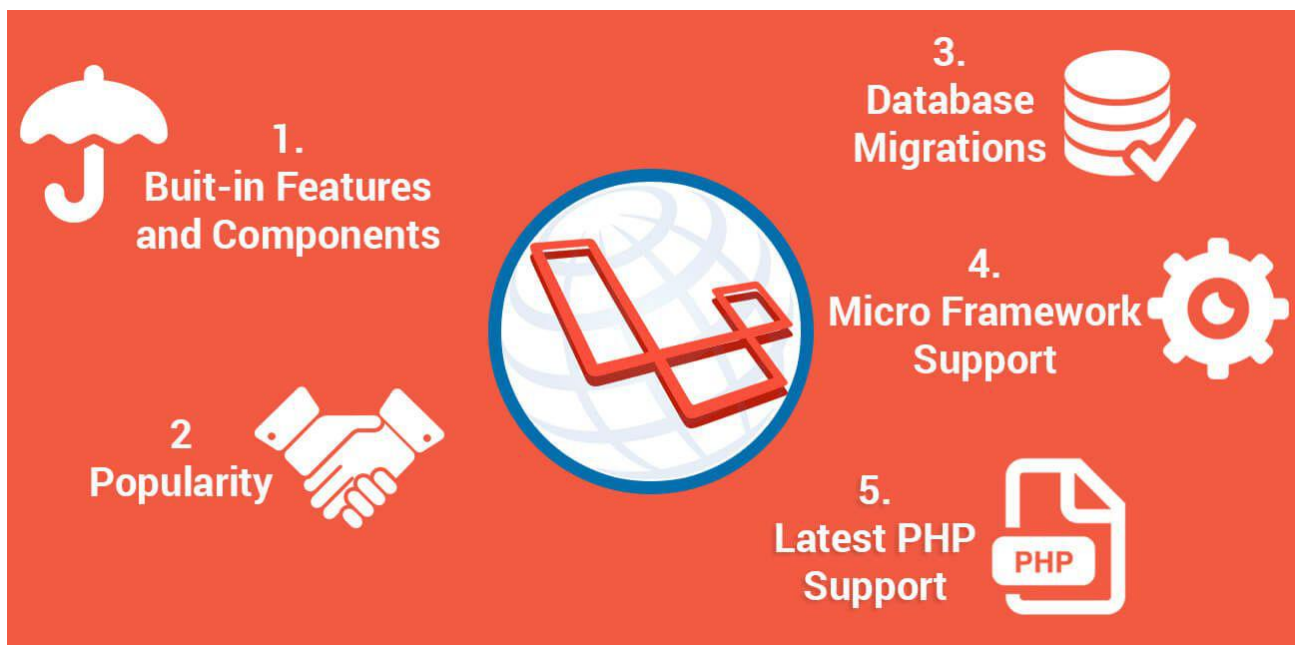 1.
Buit-in Features
and Components
2
Popularity
3.
Database
Migrations
4.
Micro Framework
Support
5.
Latest PHP
Support
PHP